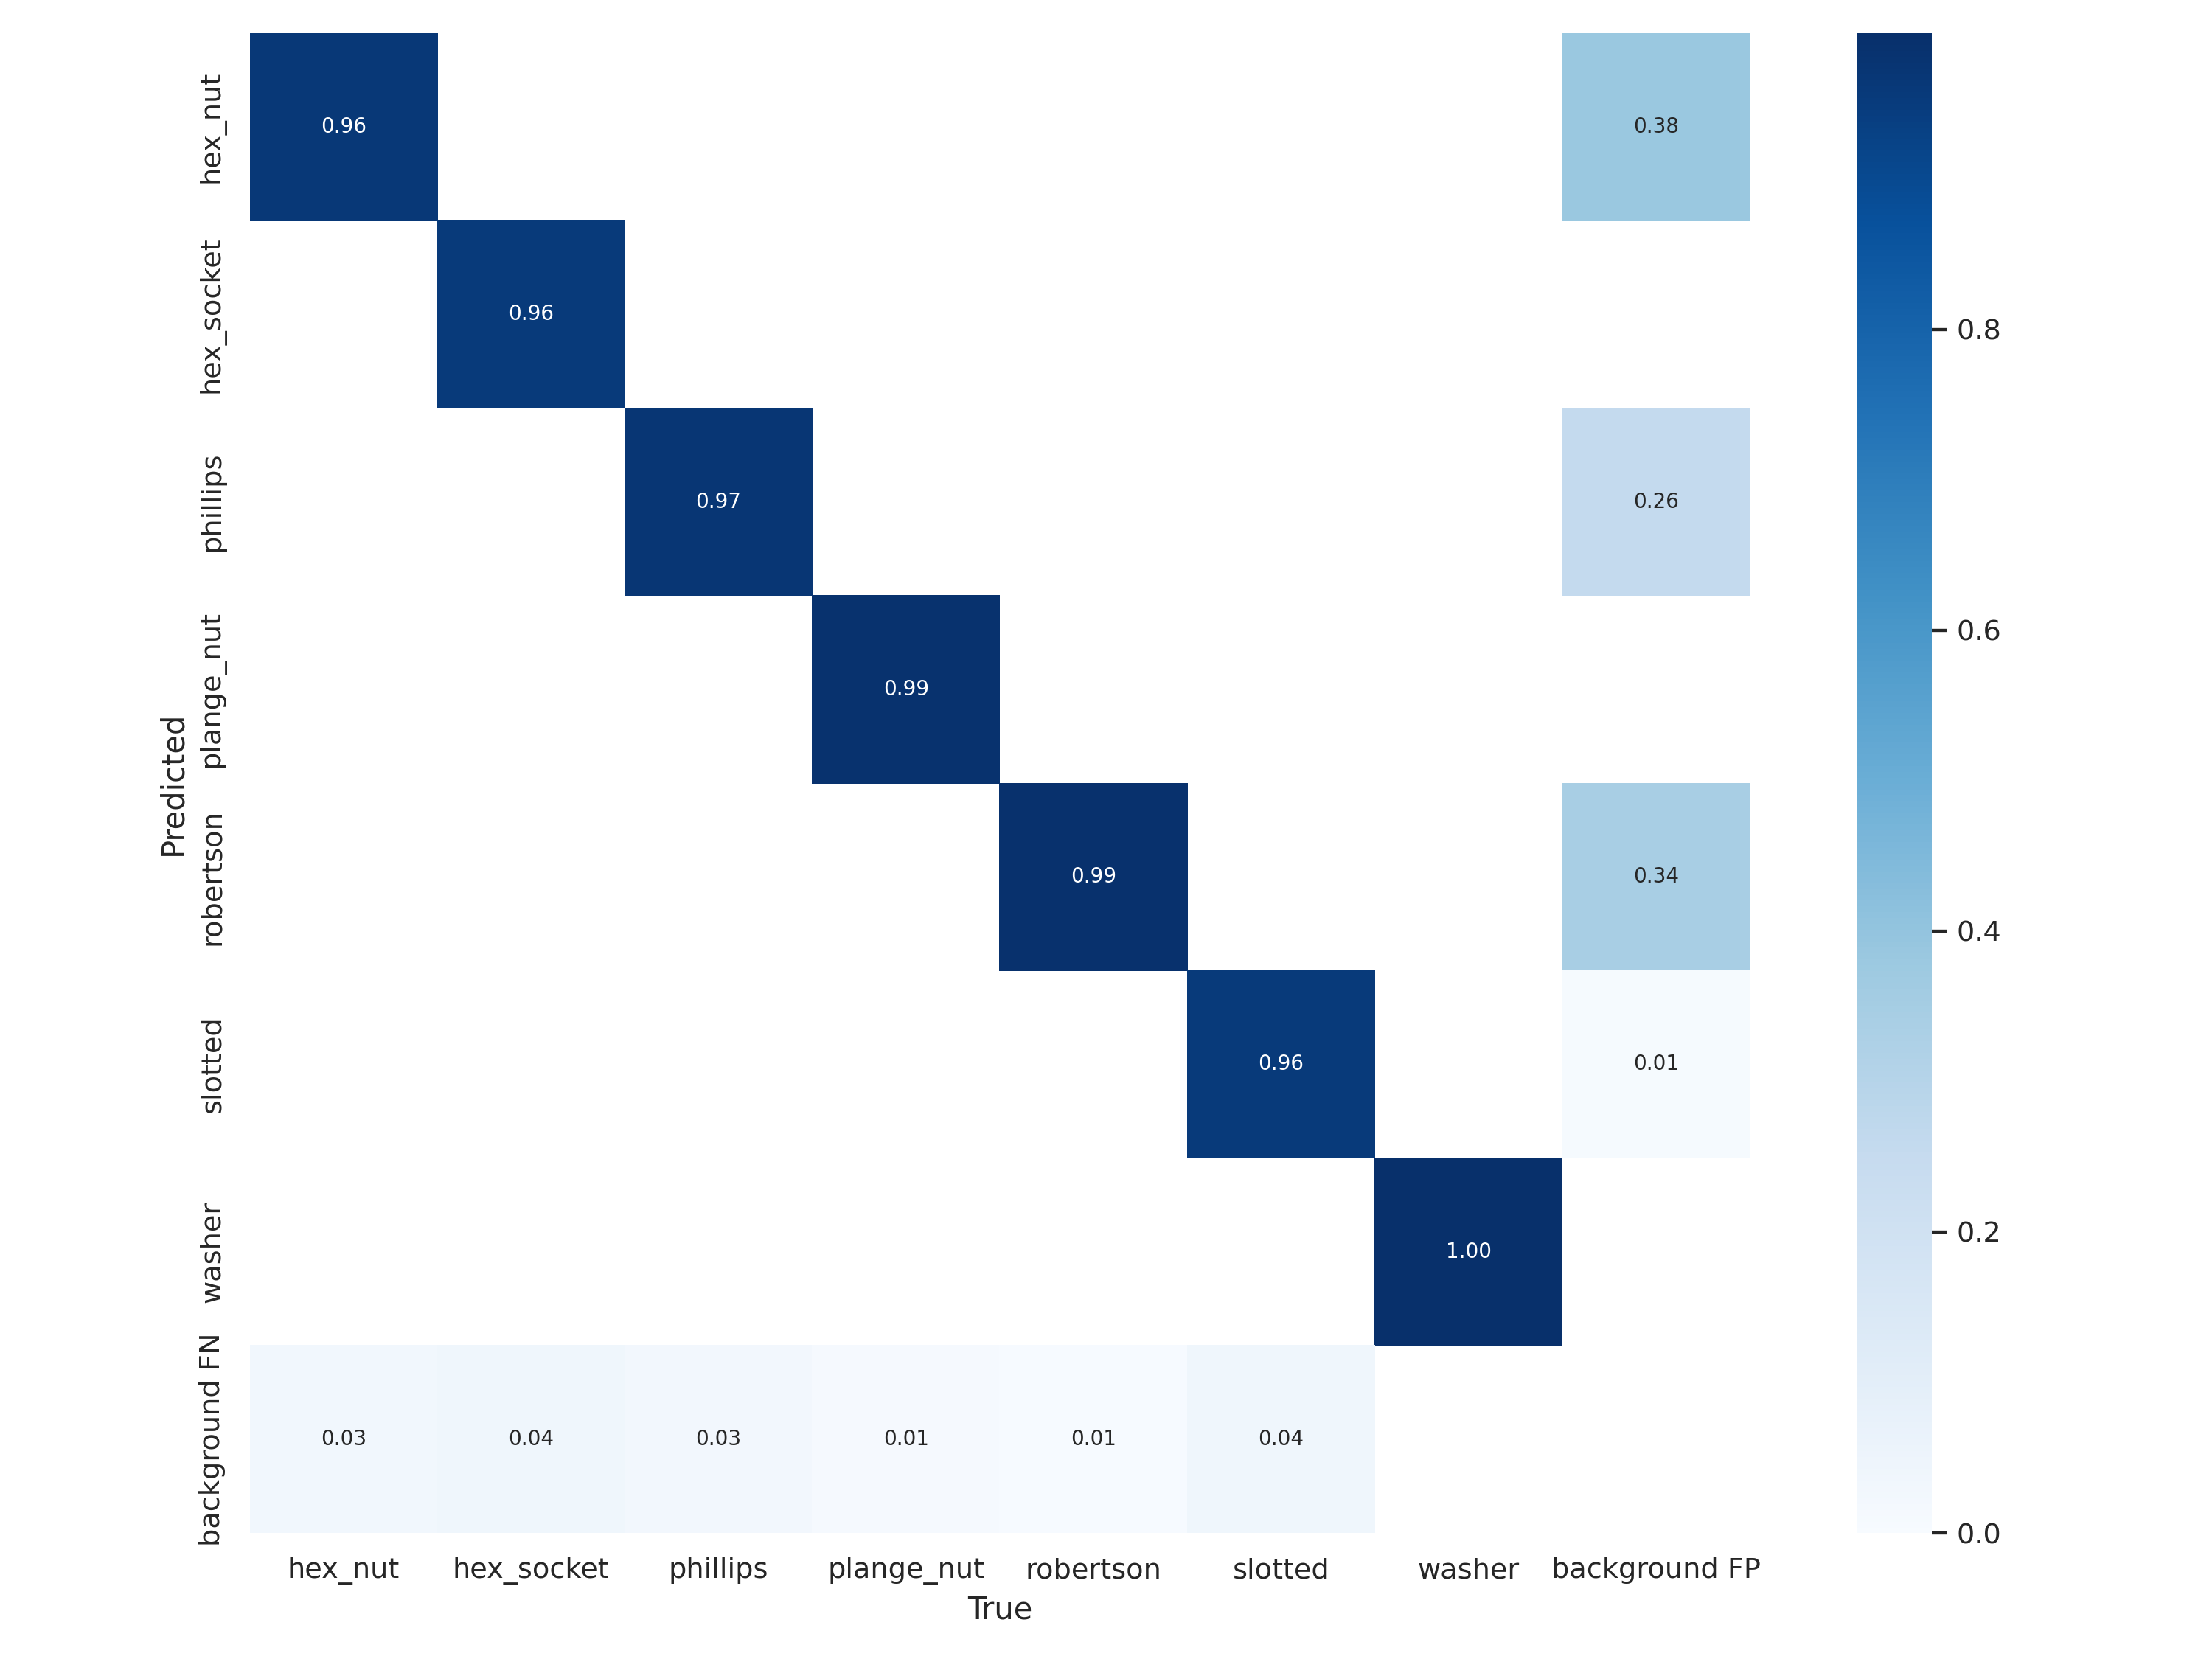 hex_nut
0.96
0.38
hex_socket
0.96
0.8
phillips
0.97
0.26
0.6
plange_nut
0.99
Predicted
robertson
0.99
0.34
0.4
slotted
0.96
0.01
washer
1.00
0.2
background FN
0.03 0.04 0.03 0.01 0.01 0.04
0.0
hex_nut hex_socket phillips plange_nut robertson slotted washer background FP
True